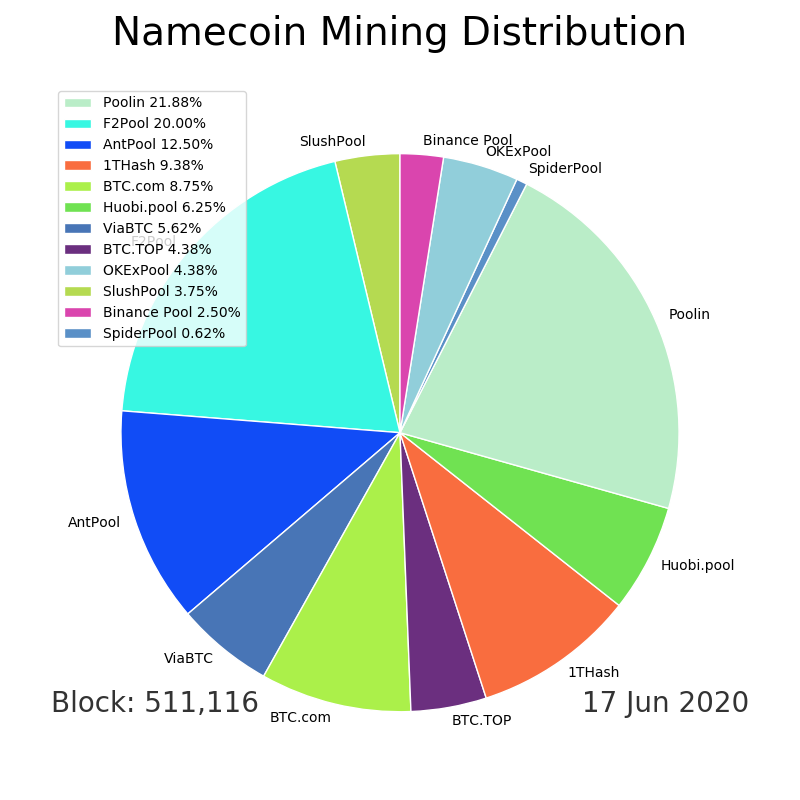 Namecoin Mining Distribution
Poolin 21.88%
F2Pool 20.00%
AntPool 12.50%
1THash 9.38%
BTC.com 8.75%
Huobi.pool 6.25%
ViaBTC 5.62%
BTC.TOP 4.38%
OKExPool 4.38%
SlushPool 3.75%
Binance Pool 2.50%
SpiderPool 0.62%
SlushPool
Binance Pool
OKExPool
SpiderPool
F2Pool
Poolin
AntPool
Huobi.pool
ViaBTC
1THash
BTC.com
BTC.TOP
Block: 511,116
17 Jun 2020